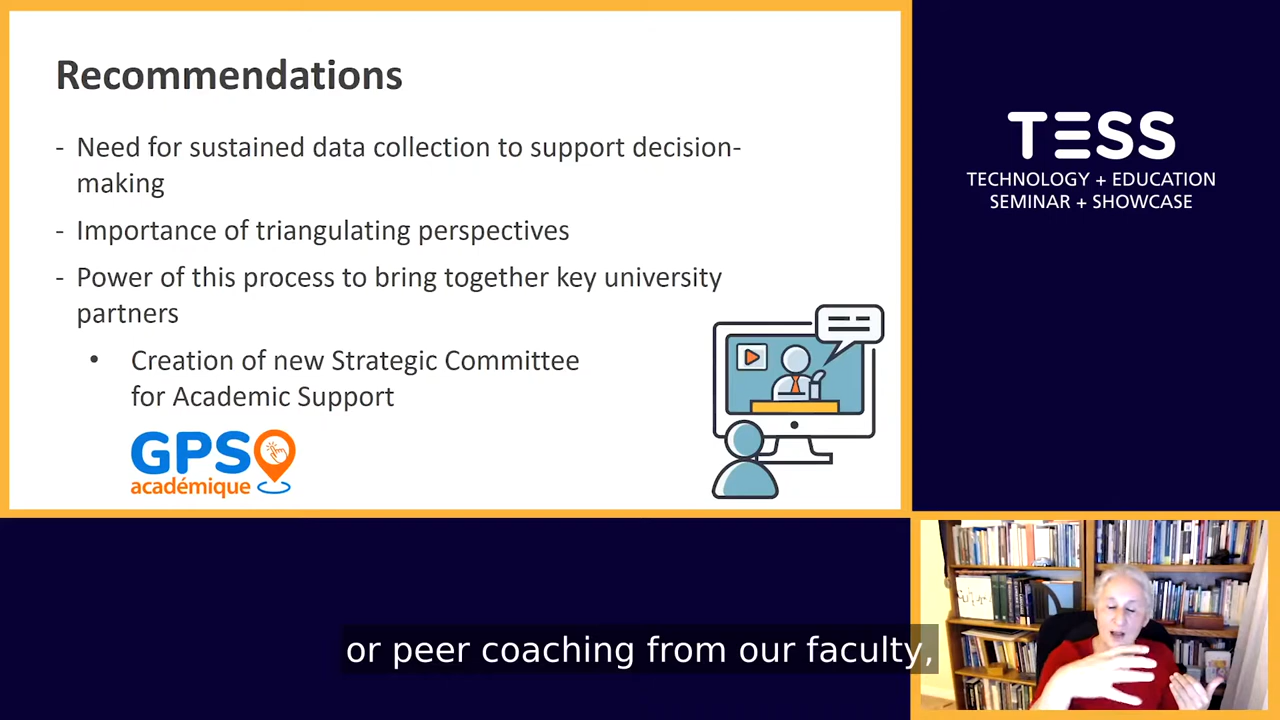 Recommendations
- Need for sustained data collection to support decision-
making
- Importance of triangulating perspectives
- Power of this process to bring together key university
partners
• Creation of new Strategic Committee
for Academic Support
GPS
académique
TESS
TECHNOLOGY + EDUCATION
SEMINAR + SHOWCASE
or peer coaching from our faculty,